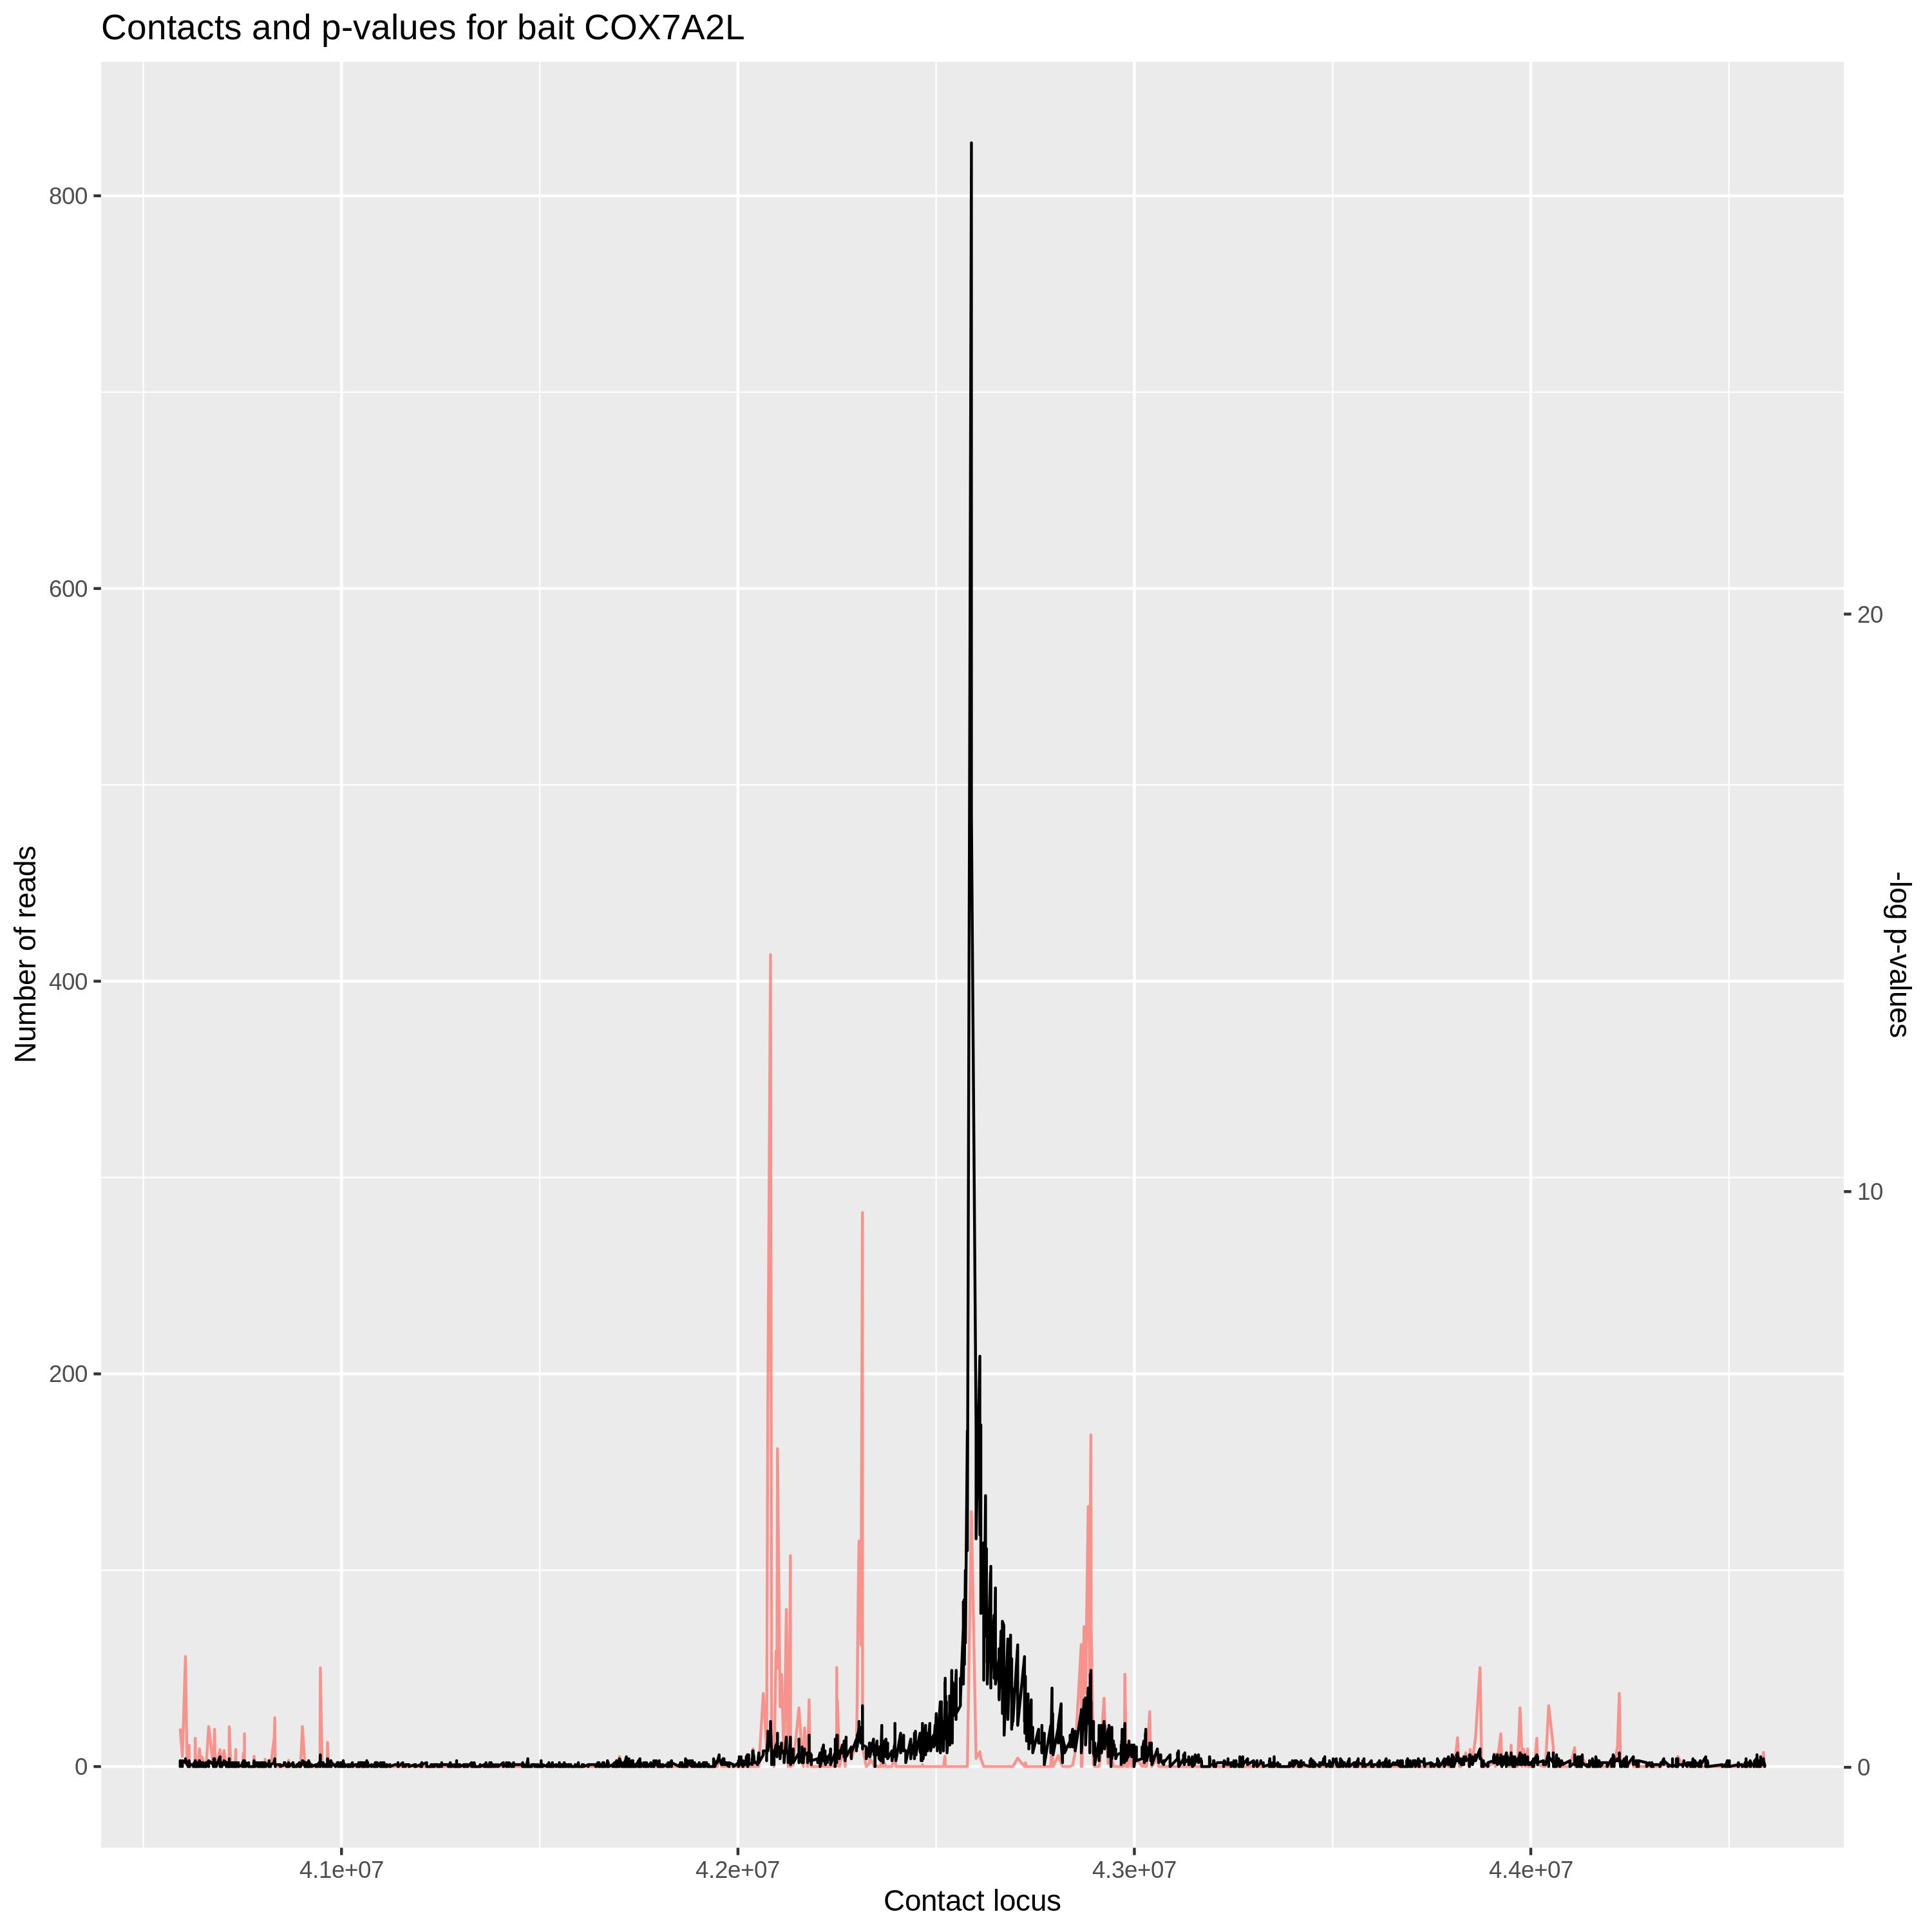 Contacts and p-values for bait COX7A2L
800
600
400
200
0
Number of reads
20
10
0
-log p-values
4.1e+07
4.2e+07
4.3e+07
4.4e+07
Contact locus